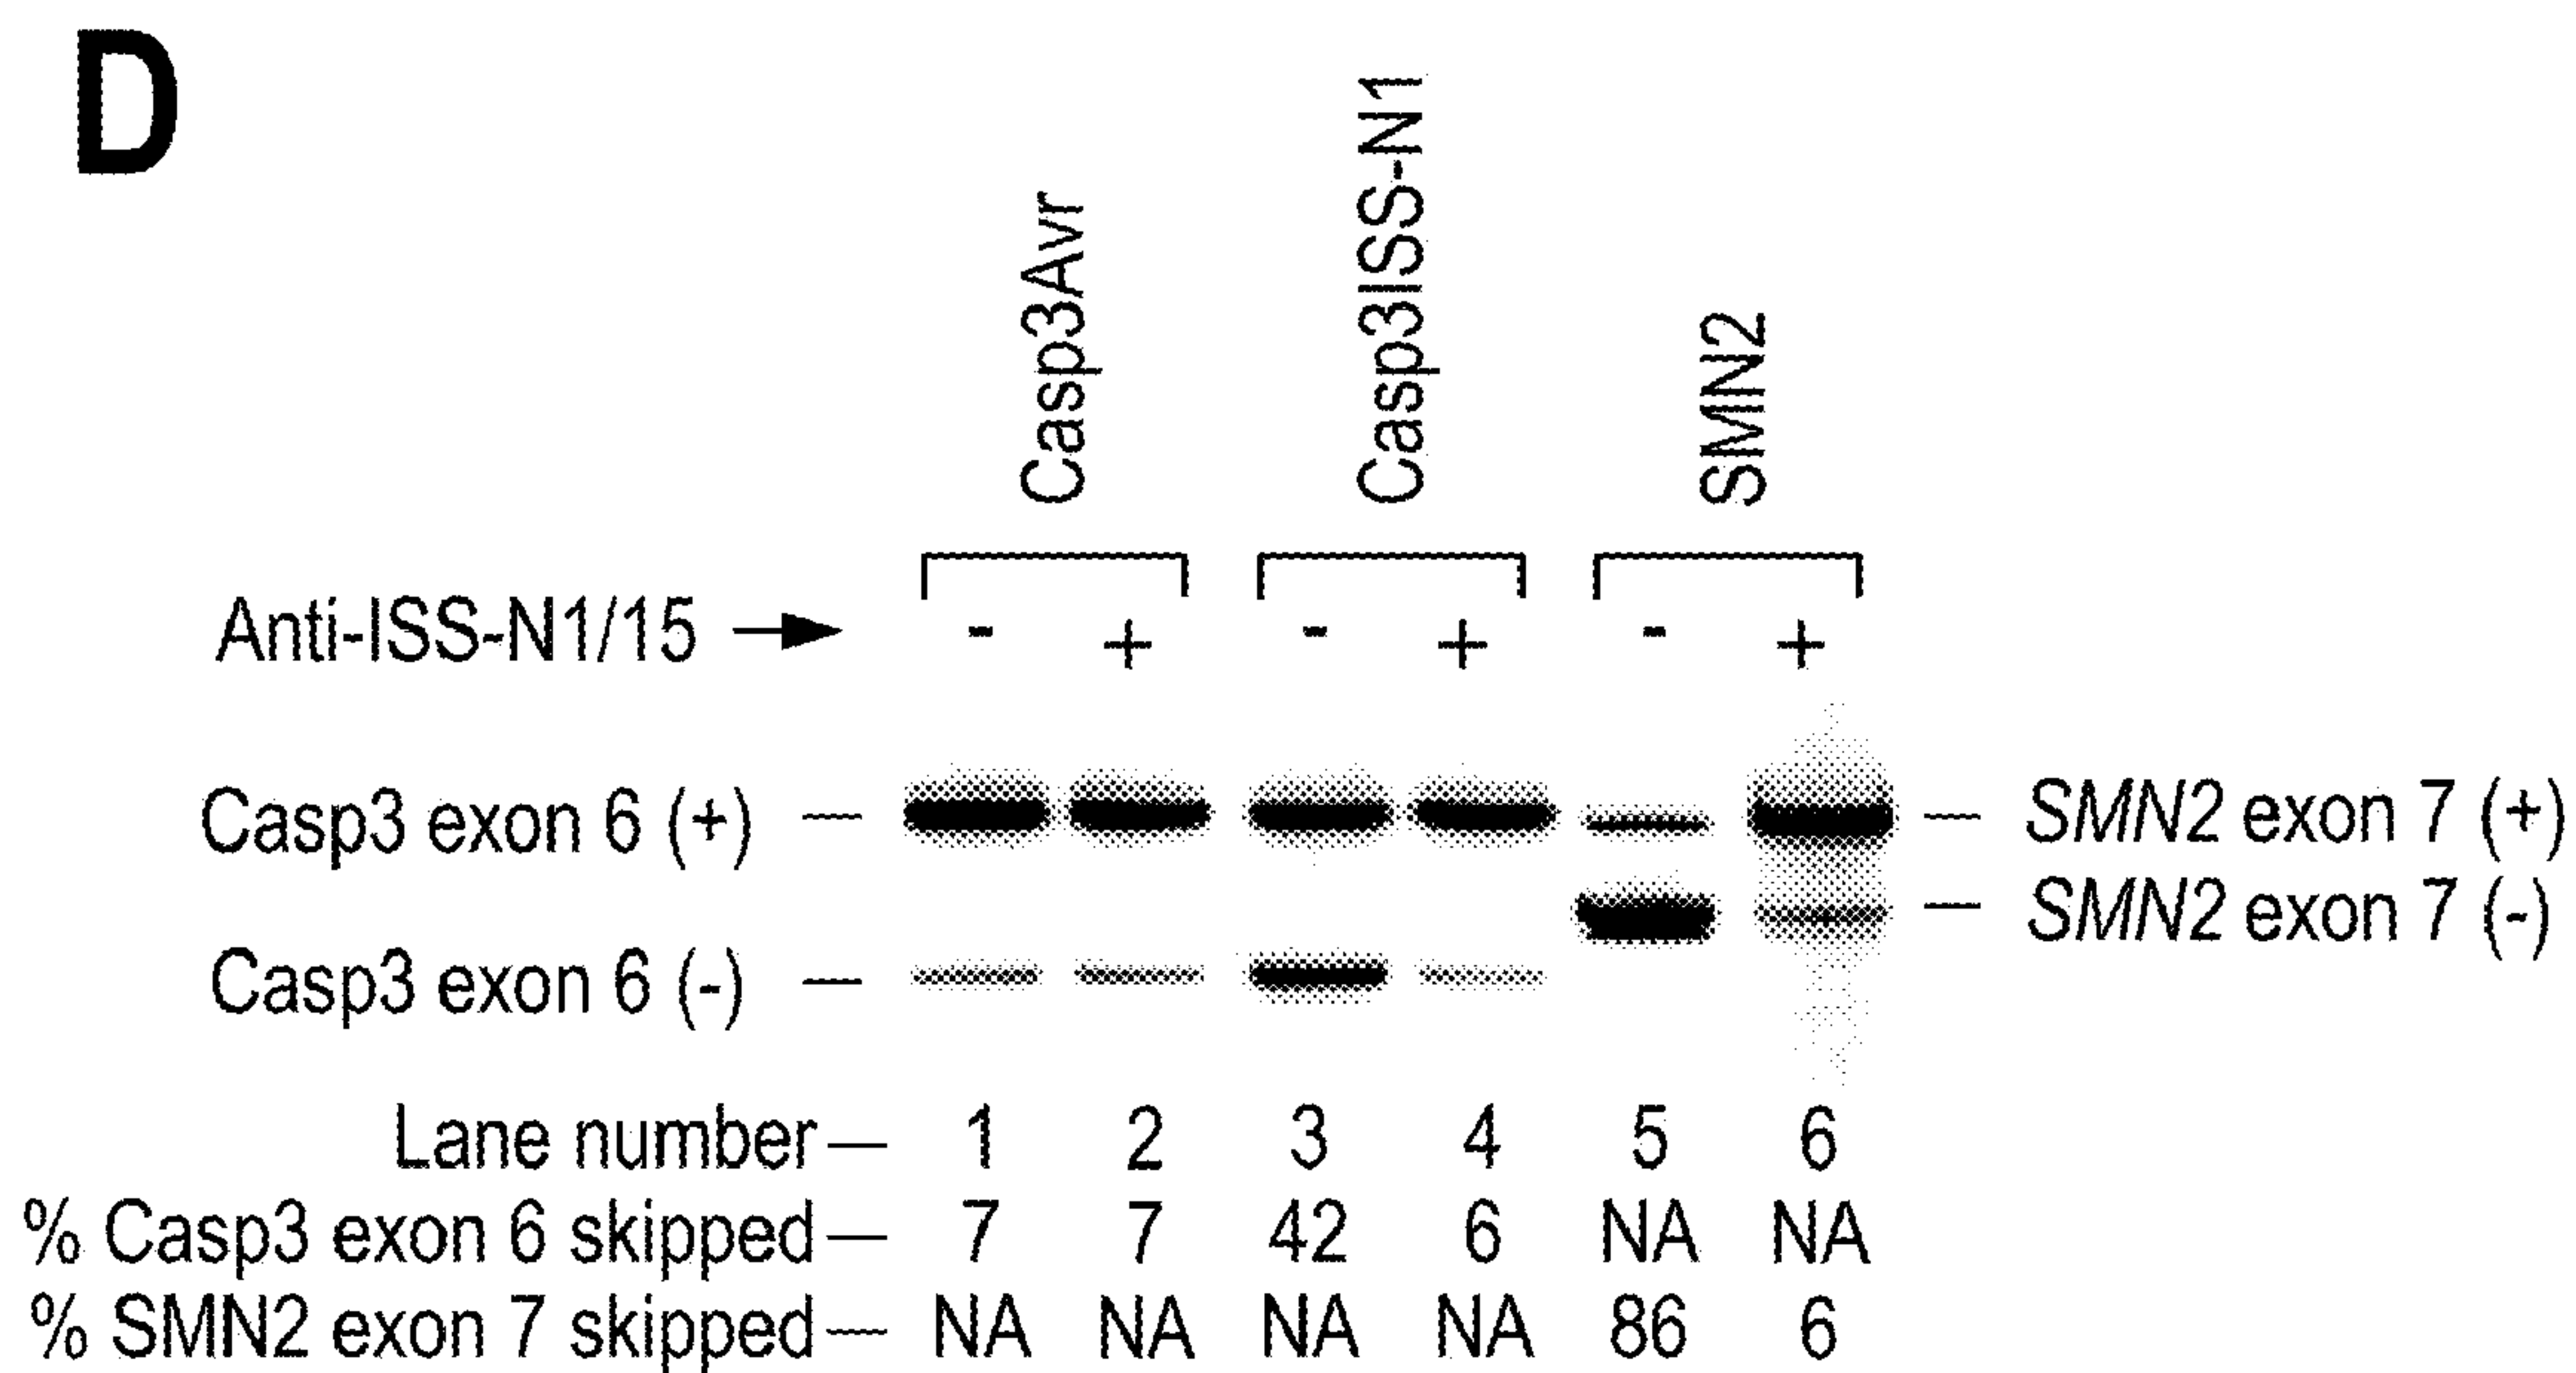 D
Casp3Avr
Casp3ISS-N1
SMN2
Anti-ISS-N1/15 - + - + - +
Casp3 exon 6 (+) SMN2 exon 7 (+)
SMN2 exon 7 (-)
Casp3 exon 6 (-)
Lane number 1 2 3 4 5 6
% Casp3 exon 6 skipped 7 7 42 6 NA NA
% SMN2 exon 7 skipped NA NA NA NA 86 6